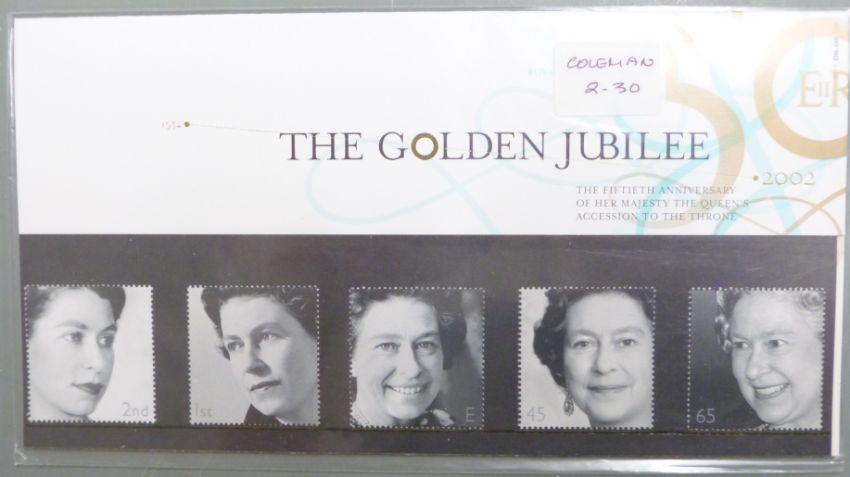 COLEMAN
2-30
50
EIIR
1952
THE GOLDEN JUBILEE
2002
THE FIFTIETH ANNIVERSARY
OF HER MAJESTY THE QUEEN'S
ACCESSION TO THE THRONE
2nd
1st
E
45
65